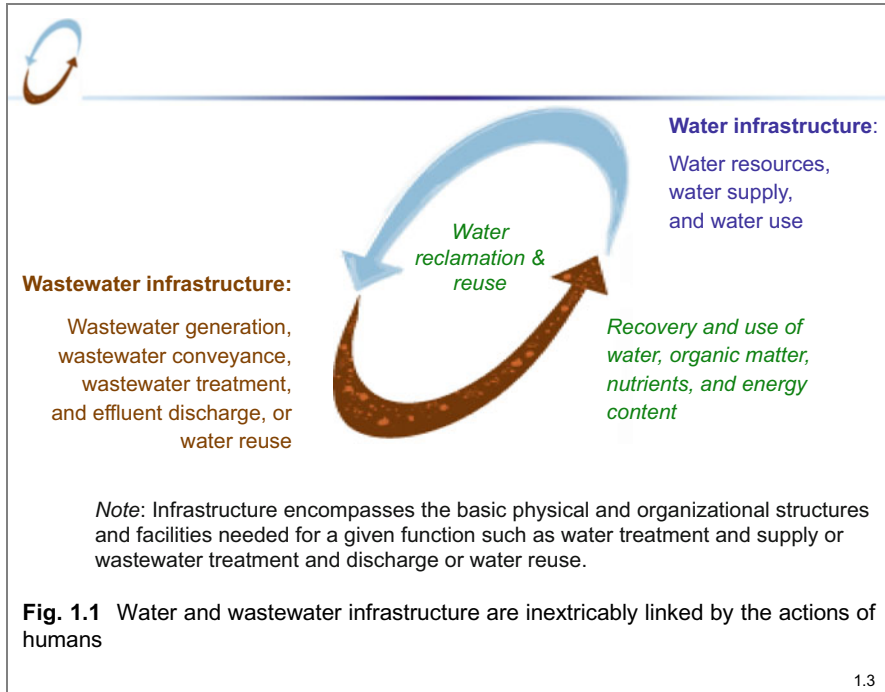 Water infrastructure:
Water resources,
water supply,
and water use
Water
reclamation &
reuse
Wastewater infrastructure:
Wastewater generation,
wastewater conveyance,
wastewater treatment,
and effluent discharge, or
water reuse
Recovery and use of
water, organic matter,
nutrients, and energy
content
Note: Infrastructure encompasses the basic physical and organizational structures
and facilities needed for a given function such as water treatment and supply or
wastewater treatment and discharge or water reuse.
Fig. 1.1 Water and wastewater infrastructure are inextricably linked by the actions of
humans
1.3